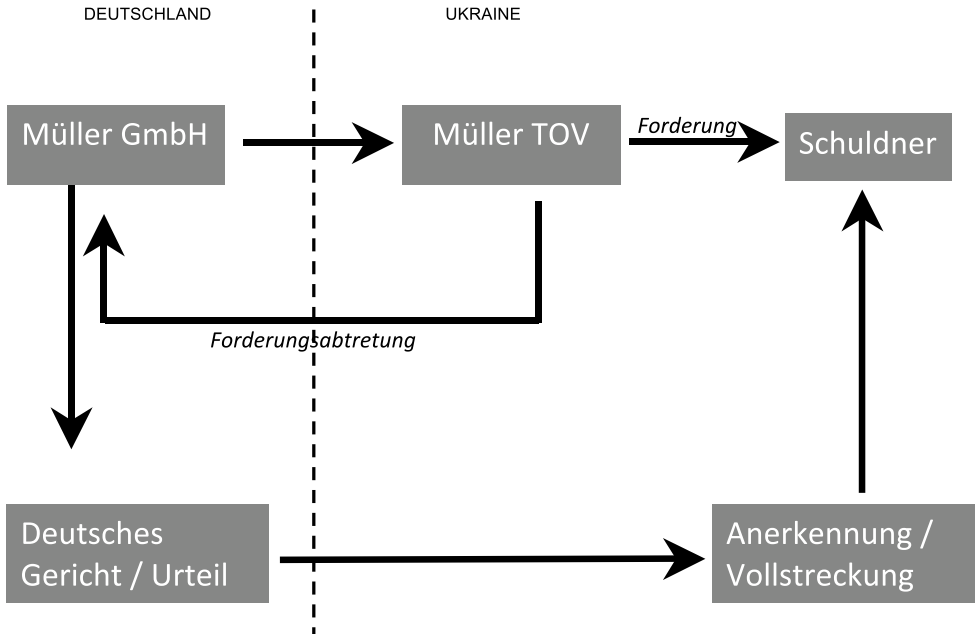 DEUTSCHLAND
UKRAINE
Müller GmbH
Müller TOV
Forderung
Schuldner
Forderungsabtretung
Deutsches
Gericht / Urteil
Anerkennung /
Vollstreckung